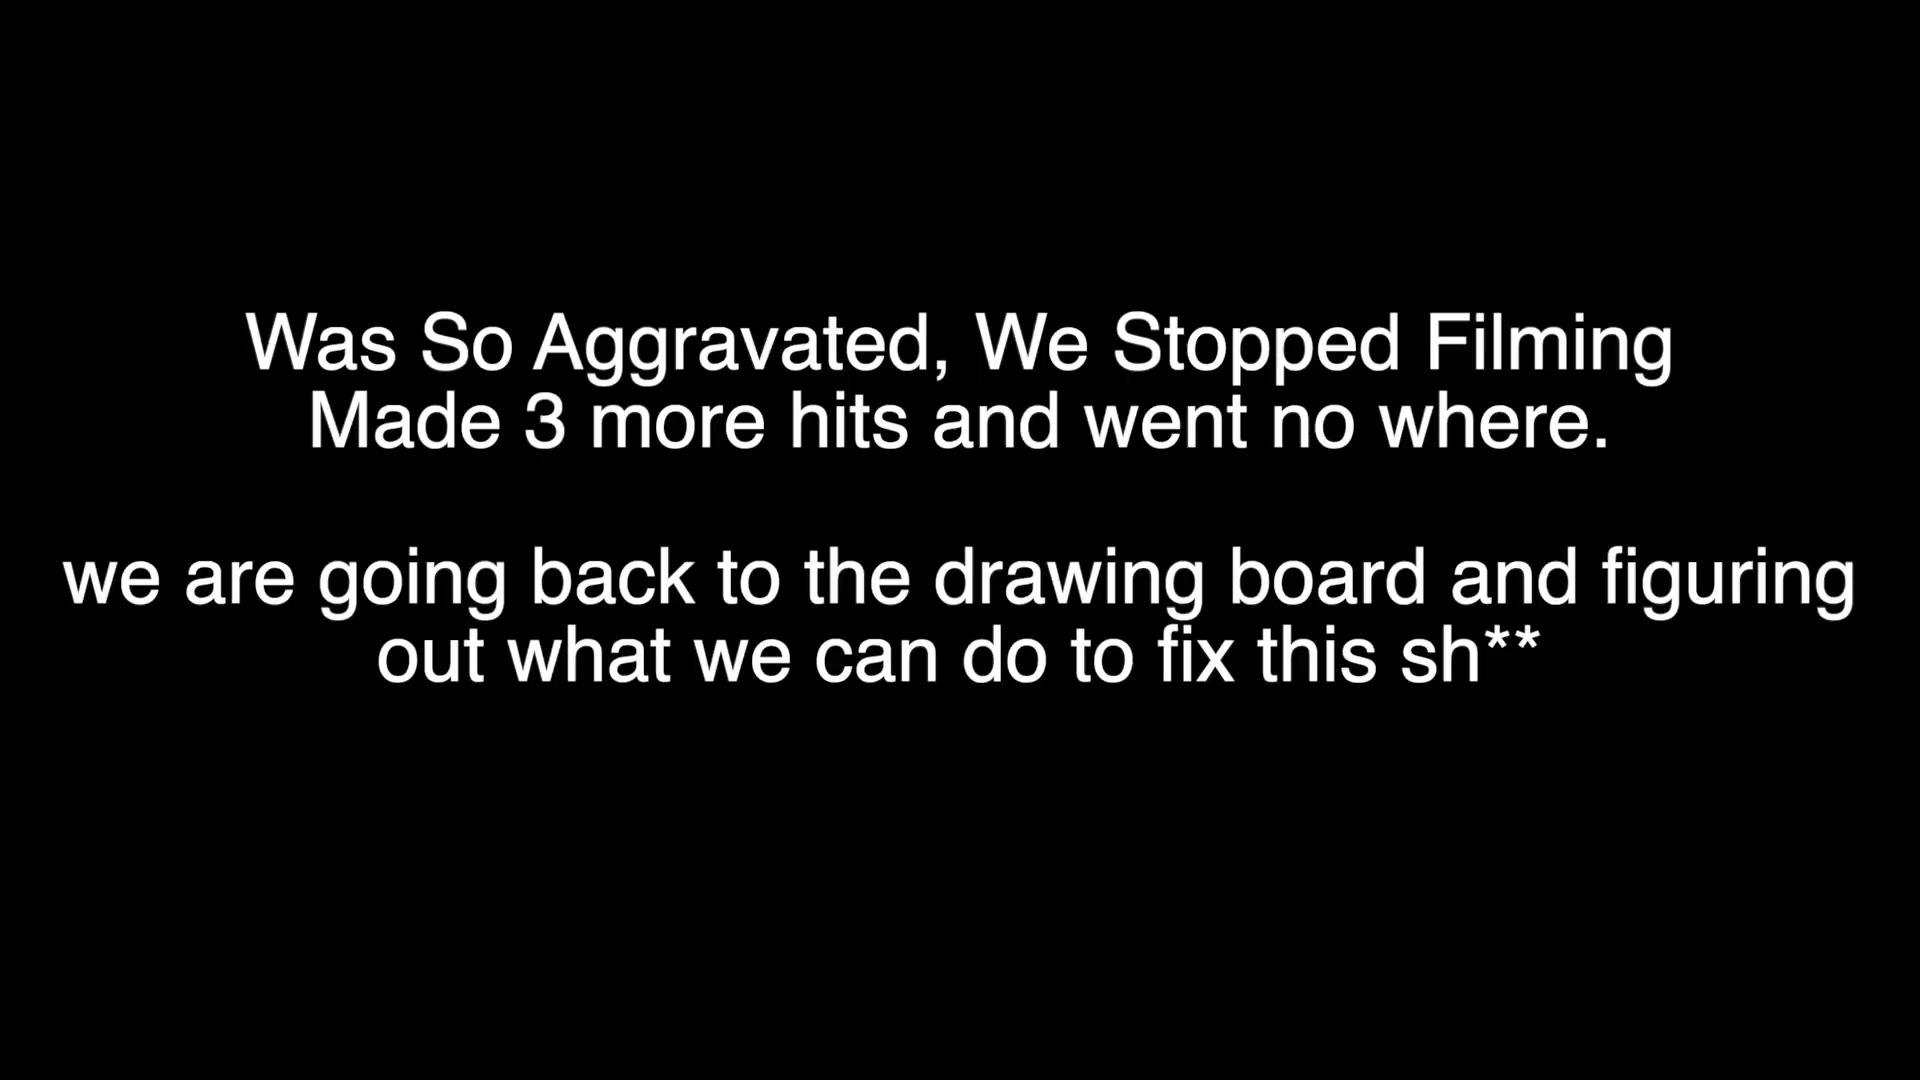 Was So Aggravated, We Stopped Filming
Made 3 more hits and went no where.
we are going back to the drawing board and figuring
out what we can do to fix this sh**